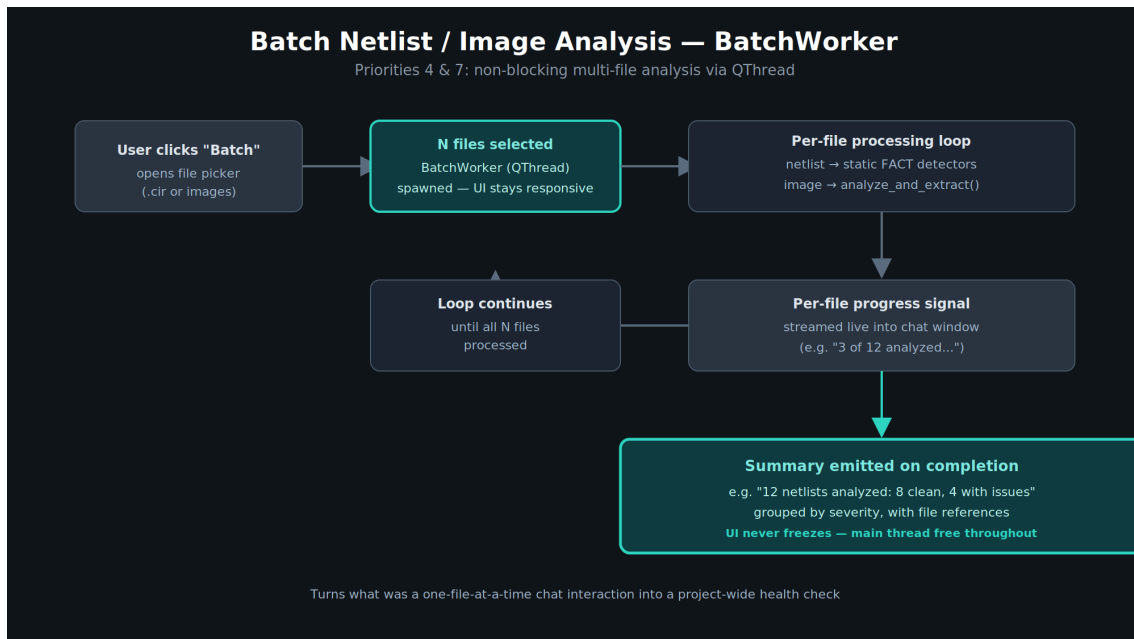 Batch Netlist / Image Analysis — BatchWorker
Priorities 4 & 7: non-blocking multi-file analysis via QThread
User clicks "Batch"
opens file picker
(.cir or images)
N files selected
BatchWorker (QThread)
spawned — UI stays responsive
Per-file processing loop
netlist → static FACT detectors
image → analyze_and_extract()
Loop continues
until all N files
processed
Per-file progress signal
streamed live into chat window
(e.g. "3 of 12 analyzed...")
Summary emitted on completion
e.g. "12 netlists analyzed: 8 clean, 4 with issues"
grouped by severity, with file references
UI never freezes — main thread free throughout
Turns what was a one-file-at-a-time chat interaction into a project-wide health check